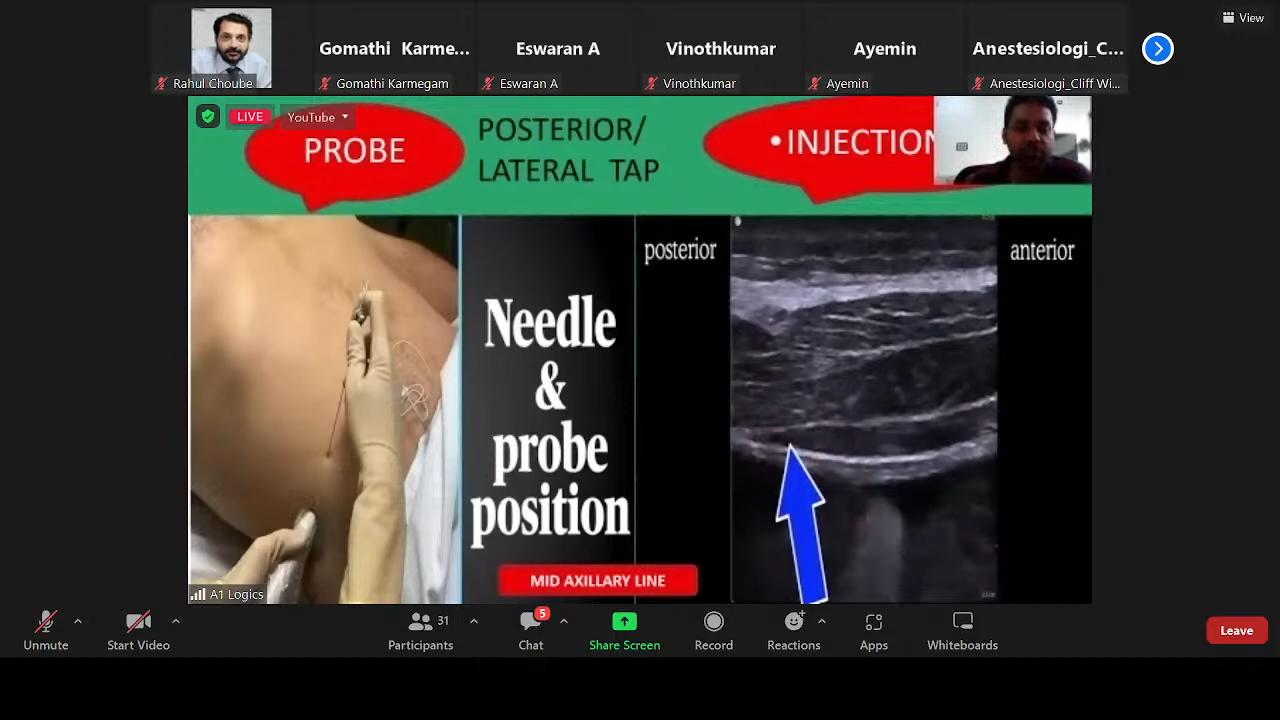 View
Gomathi Karme...
Eswaran A
Vinothkumar
Ayemin
Anestesiologi_C...
Rahul Choube
Gomathi Karmegam
Eswaran A
Vinothkumar
Ayemin
Anestesiologi_Cliff Wi...
LIVE
YouTube
PROBE
POSTERIOR/
LATERAL TAP
• INJECTION
posterior
anterior
Needle
&
probe
position
MID AXILLARY LINE
A1 Logics
Unmute
Start Video
31
Participants
5
Chat
Share Screen
Record
Reactions
Apps
Whiteboards
Leave